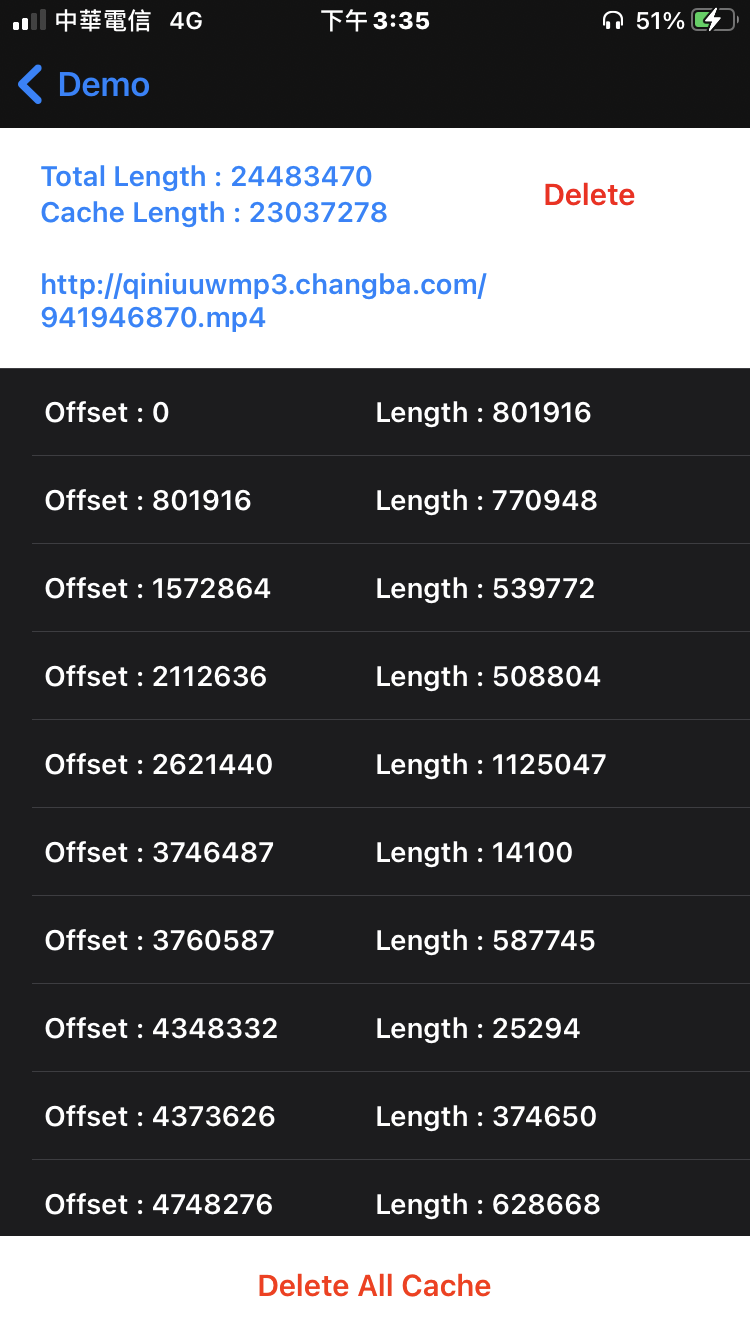 中華電信 4G 下午3:35 51%
Demo
Total Length : 24483470
Cache Length : 23037278
Delete
http://qiniuuwmp3.changba.com/
941946870.mp4
Offset : 0 Length : 801916
Offset : 801916 Length : 770948
Offset : 1572864 Length : 539772
Offset : 2112636 Length : 508804
Offset : 2621440 Length : 1125047
Offset : 3746487 Length : 14100
Offset : 3760587 Length : 587745
Offset : 4348332 Length : 25294
Offset : 4373626 Length : 374650
Offset : 4748276 Length : 628668
Delete All Cache